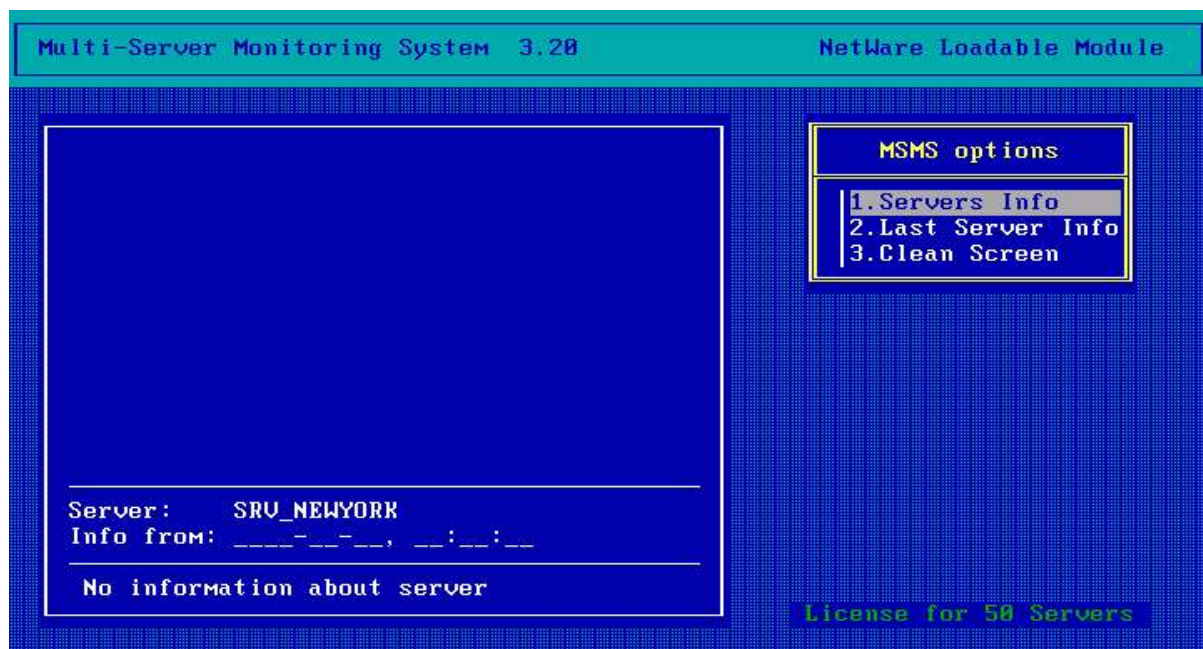 Multi-Server Monitoring System 3.20 NetWare Loadable Module
MSMS options
1.Servers Info
2.Last Server Info
3.Clean Screen
Server: SRV_NEWYORK
Info from: ____-__-__, __:__:__
No information about server
License for 50 Servers